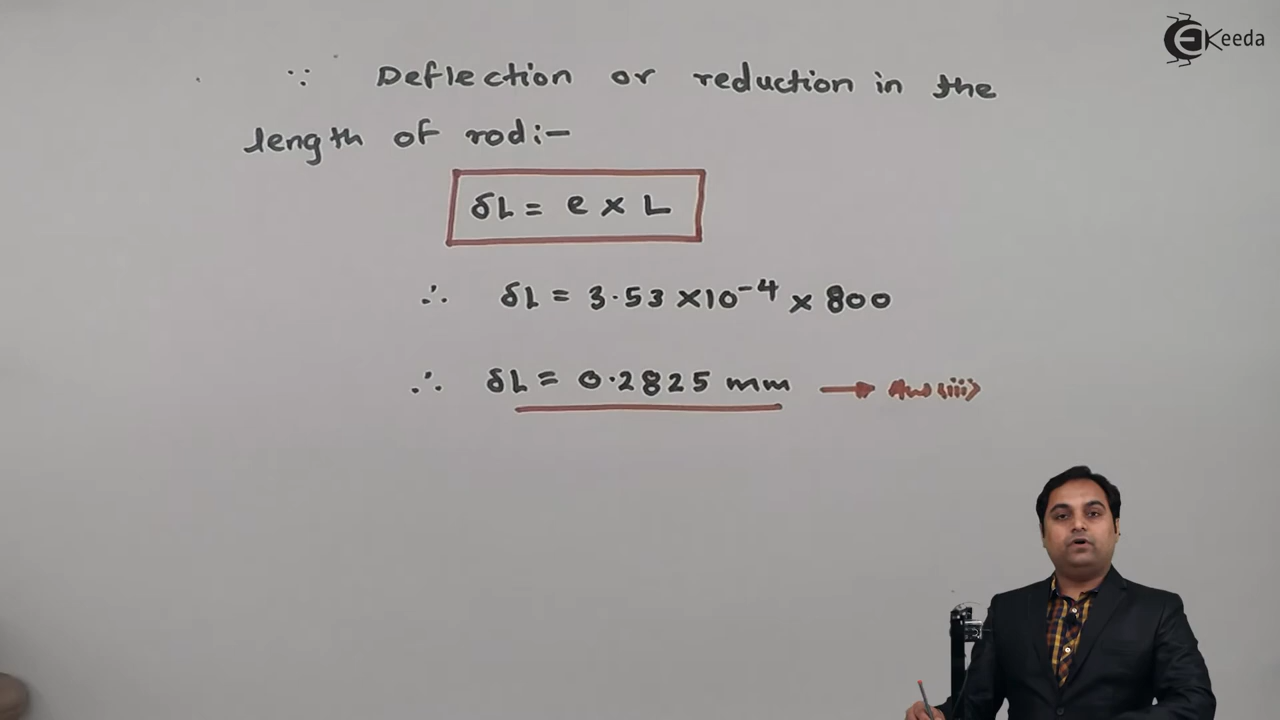 EKeeda
∵ Deflection or reduction in the
length of rod:-
δL = e × L
∴ δL = 3.53 × 10⁻⁴ × 800
∴ δL = 0.2825 mm → Ans (iii)